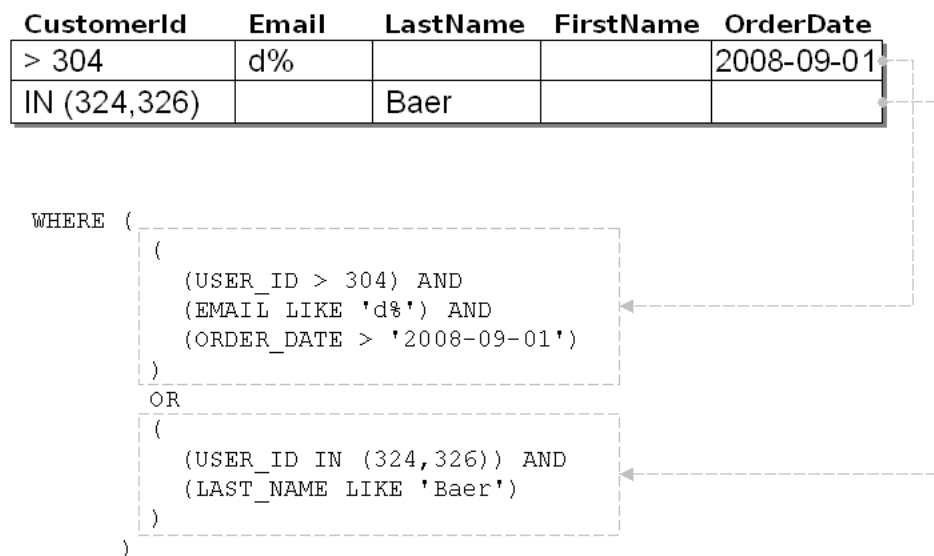 CustomerId Email LastName FirstName OrderDate
> 304 d% 2008-09-01
IN (324,326) Baer
WHERE (
(
(USER_ID > 304) AND
(EMAIL LIKE 'd%') AND
(ORDER_DATE > '2008-09-01')
)
OR
(
(USER_ID IN (324,326)) AND
(LAST_NAME LIKE 'Baer')
)
)